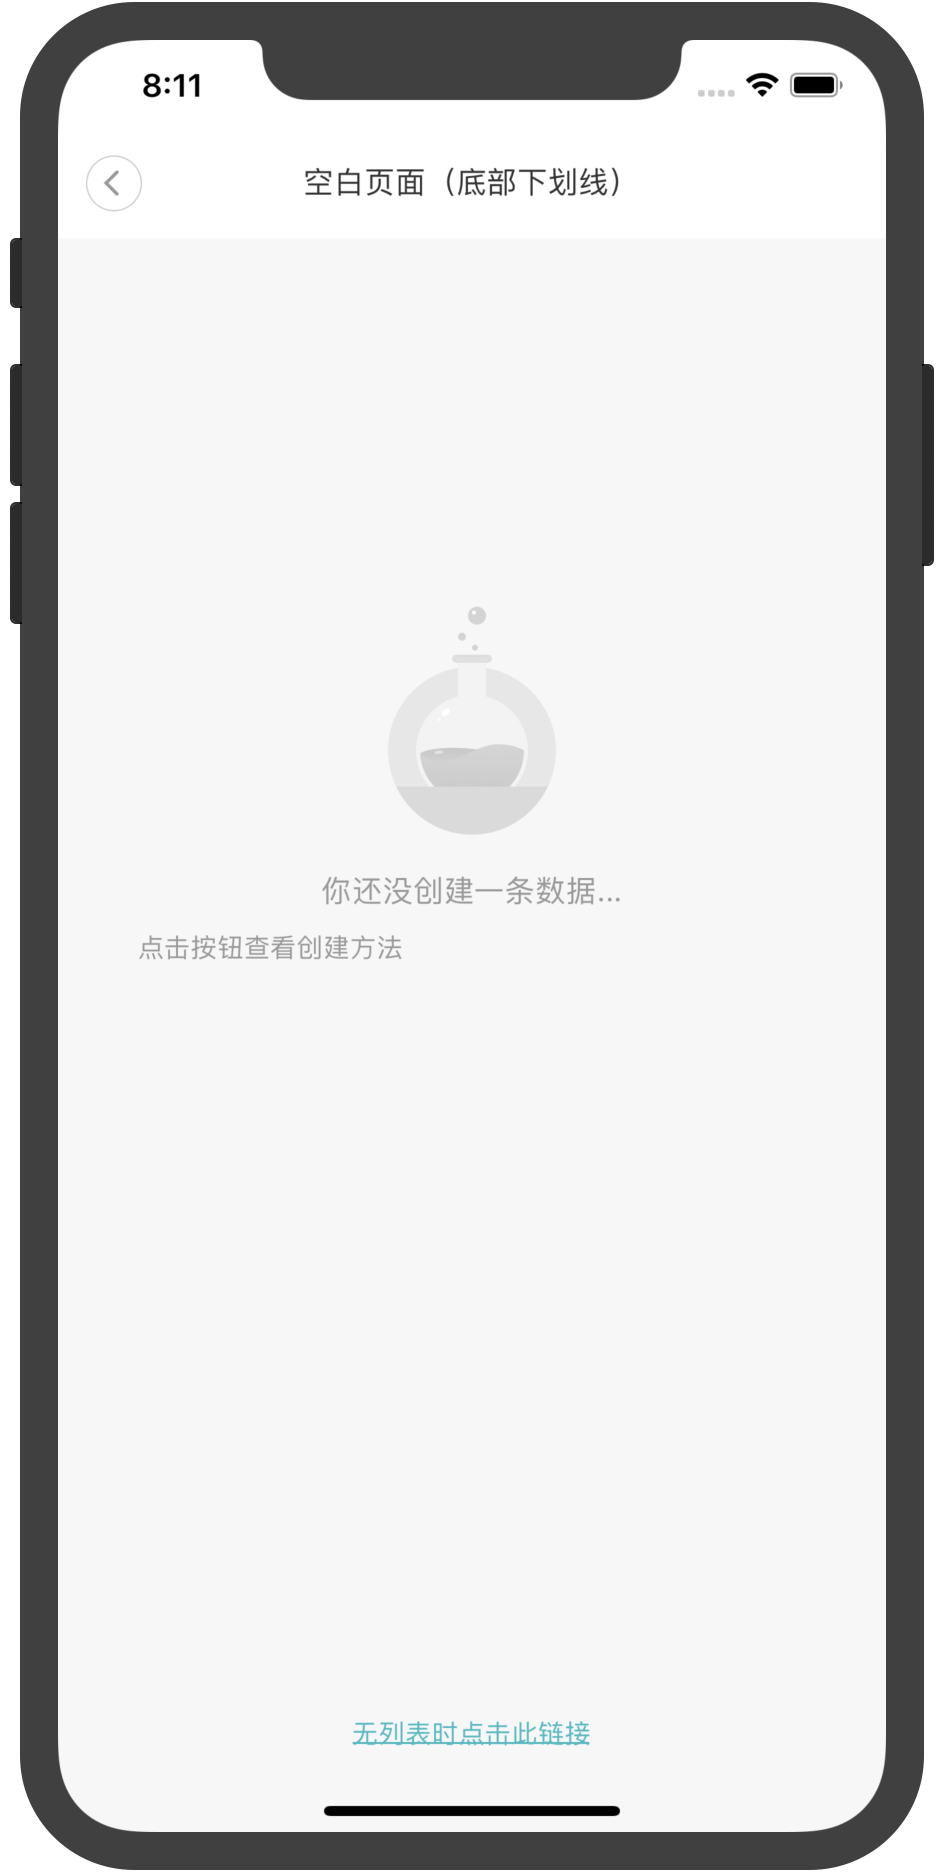 8:11
空白页面（底部下划线）
你还没创建一条数据...
点击按钮查看创建方法
无列表时点击此链接